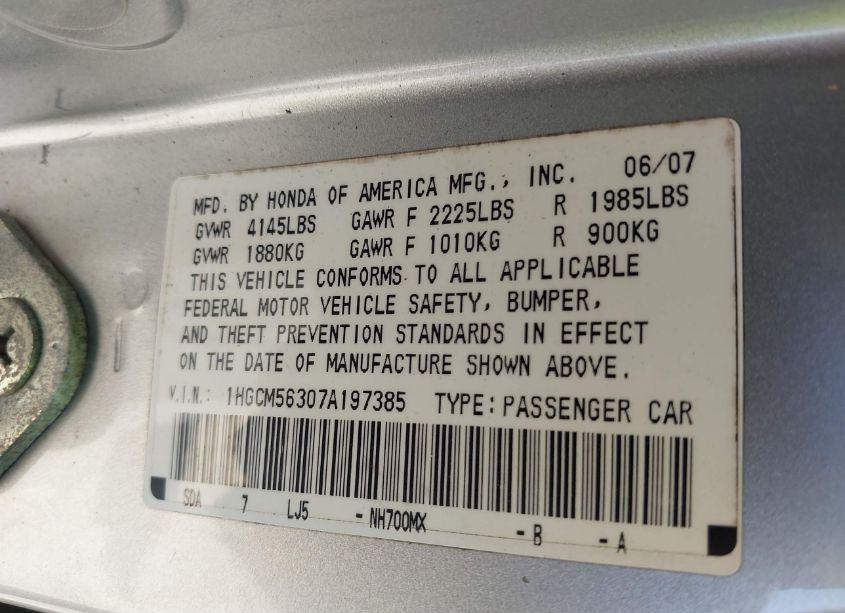 MFD. BY HONDA OF AMERICA MFG., INC. 06/07
GVWR 4145LBS GAWR F 2225LBS R 1985LBS
GVWR 1880KG GAWR F 1010KG R 900KG
THIS VEHICLE CONFORMS TO ALL APPLICABLE
FEDERAL MOTOR VEHICLE SAFETY, BUMPER,
AND THEFT PREVENTION STANDARDS IN EFFECT
ON THE DATE OF MANUFACTURE SHOWN ABOVE.
V.I.N.: 1HGCM56307A197385 TYPE: PASSENGER CAR
SDA 7 LJ5 - NH700MX - B - A